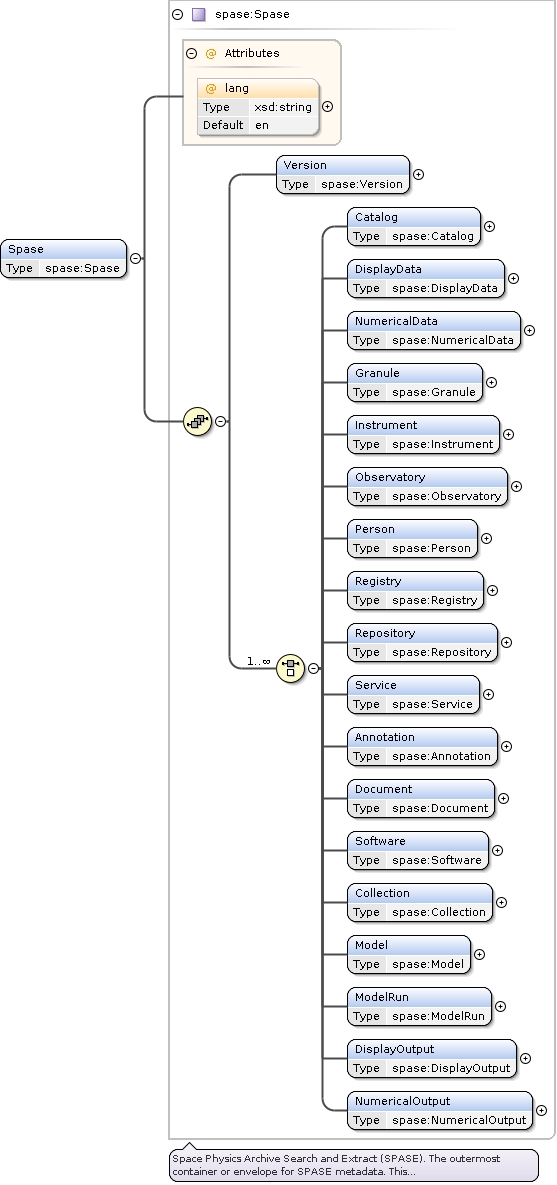 spase:Spase
@ Attributes
@ lang
Type xsd:string
Default en
Version
Type spase:Version
Spase
Type spase:Spase
Catalog
Type spase:Catalog
DisplayData
Type spase:DisplayData
NumericalData
Type spase:NumericalData
Granule
Type spase:Granule
Instrument
Type spase:Instrument
Observatory
Type spase:Observatory
Person
Type spase:Person
Registry
Type spase:Registry
Repository
Type spase:Repository
1..∞
Service
Type spase:Service
Annotation
Type spase:Annotation
Document
Type spase:Document
Software
Type spase:Software
Collection
Type spase:Collection
Model
Type spase:Model
ModelRun
Type spase:ModelRun
DisplayOutput
Type spase:DisplayOutput
NumericalOutput
Type spase:NumericalOutput
Space Physics Archive Search and Extract (SPASE). The outermost
container or envelope for SPASE metadata. This...